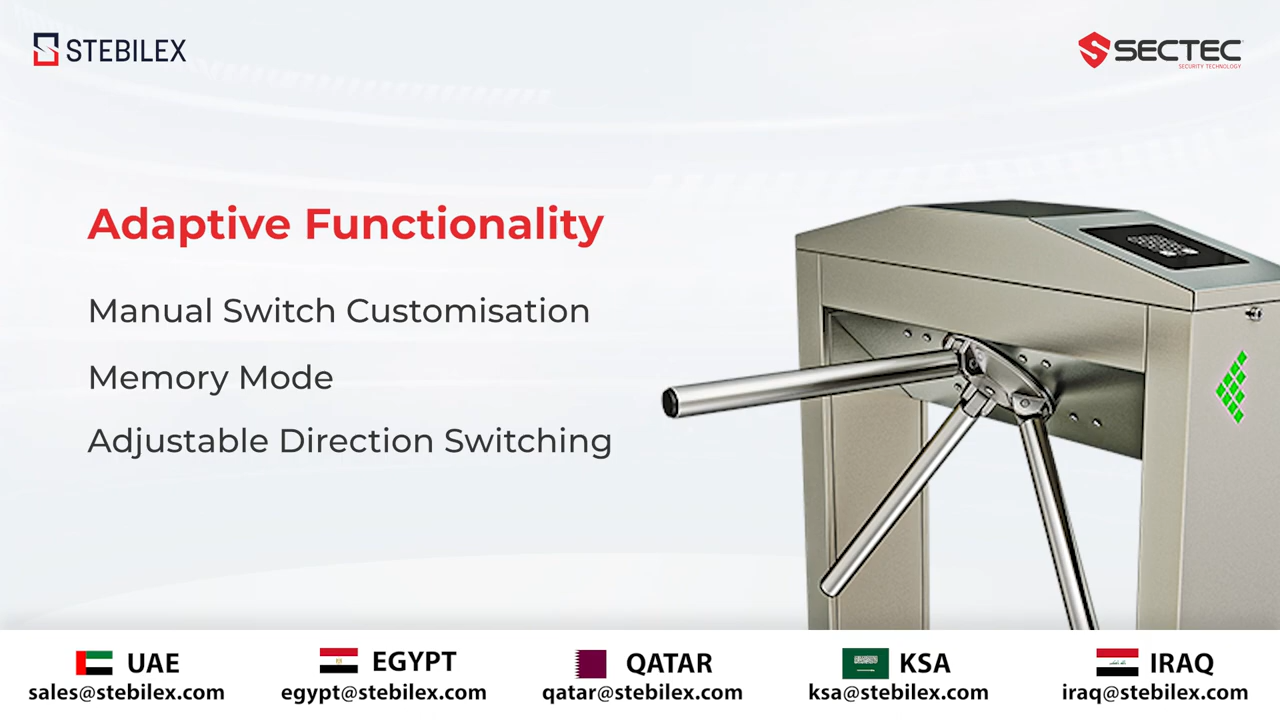 STEBILEX
SECTEC
SECURITY TECHNOLOGY
Adaptive Functionality
Manual Switch Customisation
Memory Mode
Adjustable Direction Switching
UAE
sales@stebilex.com
EGYPT
egypt@stebilex.com
QATAR
qatar@stebilex.com
KSA
ksa@stebilex.com
IRAQ
iraq@stebilex.com